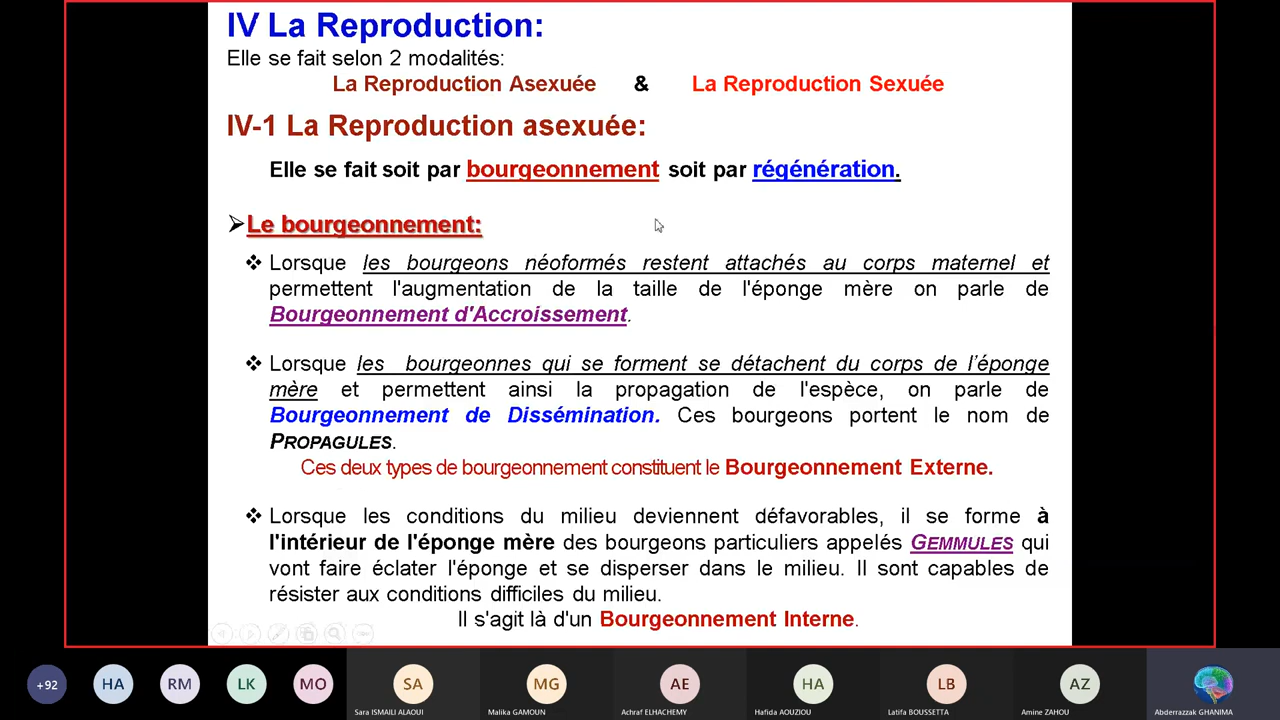 IV La Reproduction:
Elle se fait selon 2 modalités:
La Reproduction Asexuée & La Reproduction Sexuée
IV-1 La Reproduction asexuée:
Elle se fait soit par bourgeonnement soit par régénération.
Le bourgeonnement:
Lorsque les bourgeons néoformés restent attachés au corps maternel et
permettent l'augmentation de la taille de l'éponge mère on parle de
Bourgeonnement d'Accroissement.
Lorsque les bourgeonnes qui se forment se détachent du corps de l’éponge
mère et permettent ainsi la propagation de l'espèce, on parle de
Bourgeonnement de Dissémination. Ces bourgeons portent le nom de
PROPAGULES.
Ces deux types de bourgeonnement constituent le Bourgeonnement Externe.
Lorsque les conditions du milieu deviennent défavorables, il se forme à
l'intérieur de l'éponge mère des bourgeons particuliers appelés GEMMULES qui
vont faire éclater l'éponge et se disperser dans le milieu. Il sont capables de
résister aux conditions difficiles du milieu.
Il s'agit là d'un Bourgeonnement Interne.
+92 HA RM LK MO SA MG AE HA LB AZ
Sara ISMAILI ALAOUI Malika GAMOUN Achraf ELHACHEMY Hafida AOUZIOU Latifa BOUSSETTA Amine ZAHOU Abderrazzak GHANIMA